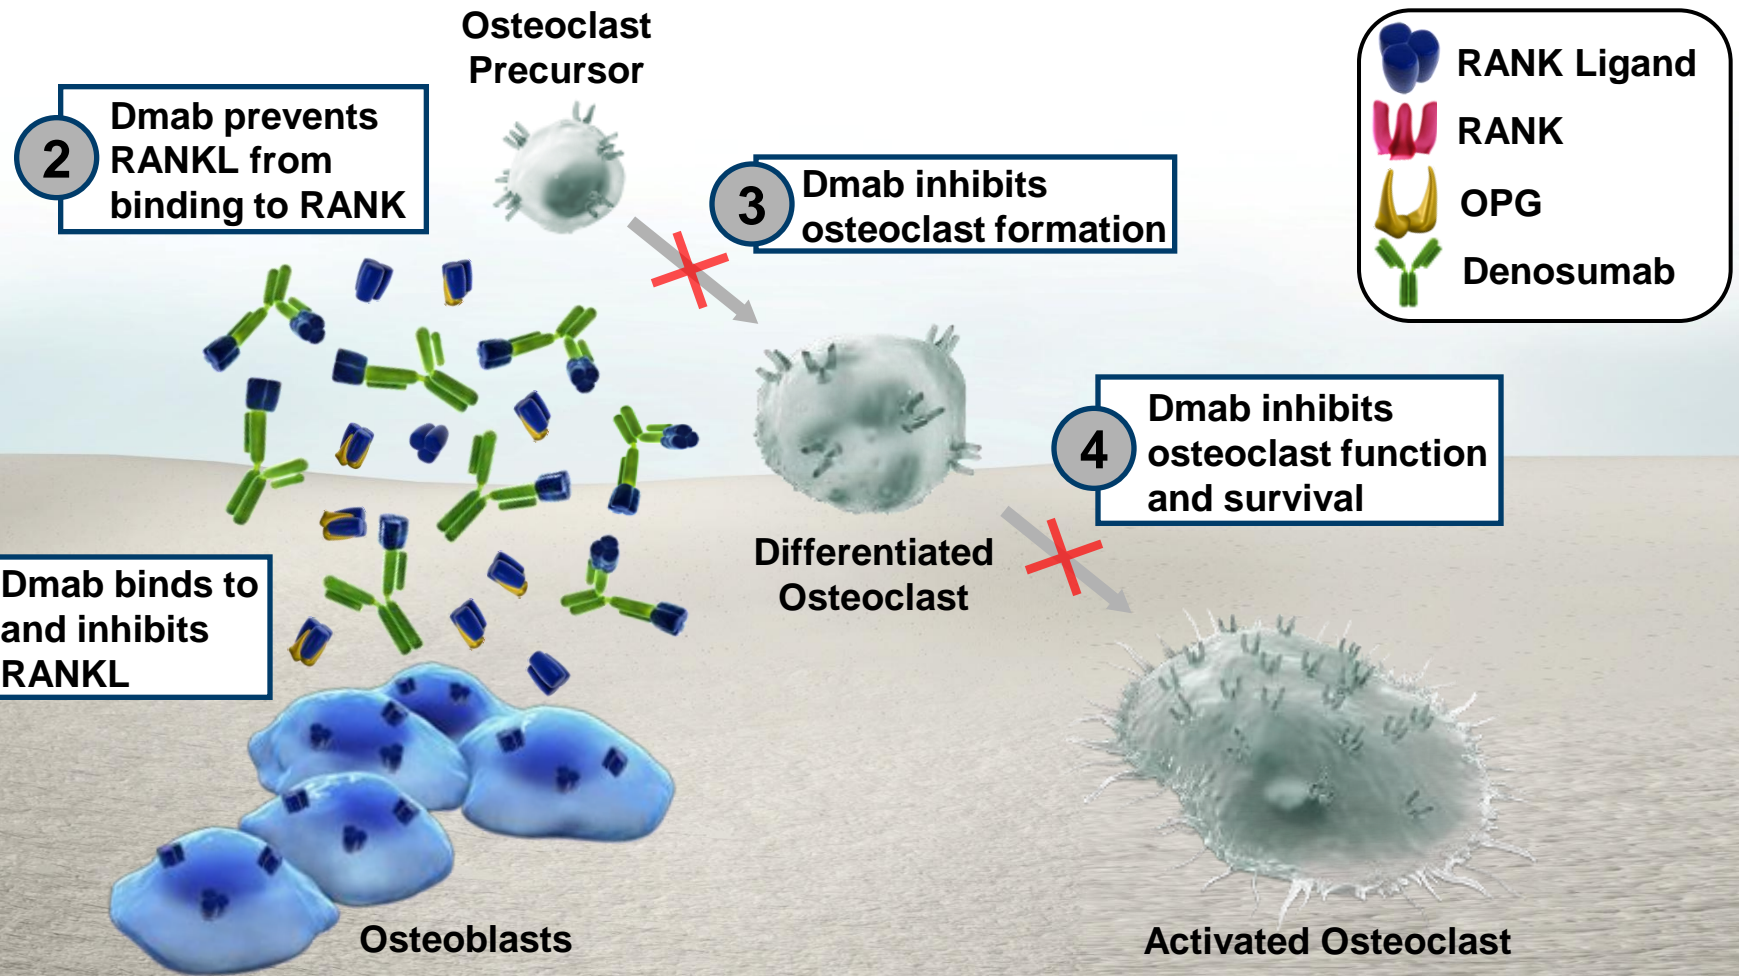 Osteoclast
Precursor
RANK Ligand
RANK
OPG
Denosumab
2
Dmab prevents
RANKL from
binding to RANK
3
Dmab inhibits
osteoclast formation
4
Dmab inhibits
osteoclast function
and survival
Differentiated
Osteoclast
Dmab binds to
and inhibits
RANKL
Osteoblasts
Activated Osteoclast